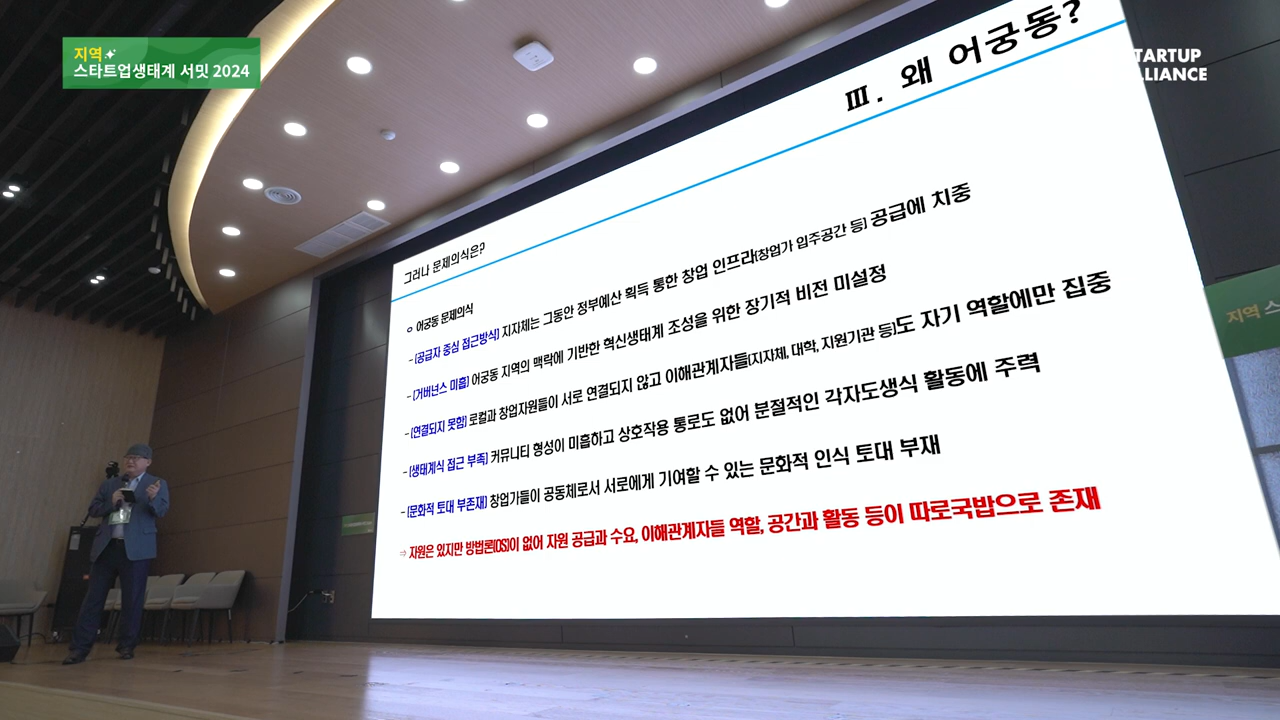 지역
스타트업생태계 서밋 2024
STARTUP
ALLIANCE
Ⅲ. 왜 어궁동?
그러나 문제의식은?
ㅇ 어궁동 문제의식
- [공급자 중심 접근방식] 지자체는 그동안 정부예산 획득 통한 창업 인프라(창업가 입주공간 등) 공급에 치중
- [거버넌스 미흡] 어궁동 지역의 맥락에 기반한 혁신생태계 조성을 위한 장기적 비전 미설정
- [연결되지 못함] 로컬과 창업자원들이 서로 연결되지 않고 이해관계자들(지자체, 대학, 지원기관 등)도 자기 역할에만 집중
- [생태계식 접근 부족] 커뮤니티 형성이 미흡하고 상호작용 통로도 없어 분절적인 각자도생식 활동에 주력
- [문화적 토대 부존재] 창업가들이 공동체로서 서로에게 기여할 수 있는 문화적 인식 토대 부재
⇨ 자원은 있지만 방법론(OS)이 없어 자원 공급과 수요, 이해관계자들 역할, 공간과 활동 등이 따로국밥으로 존재
지역 스